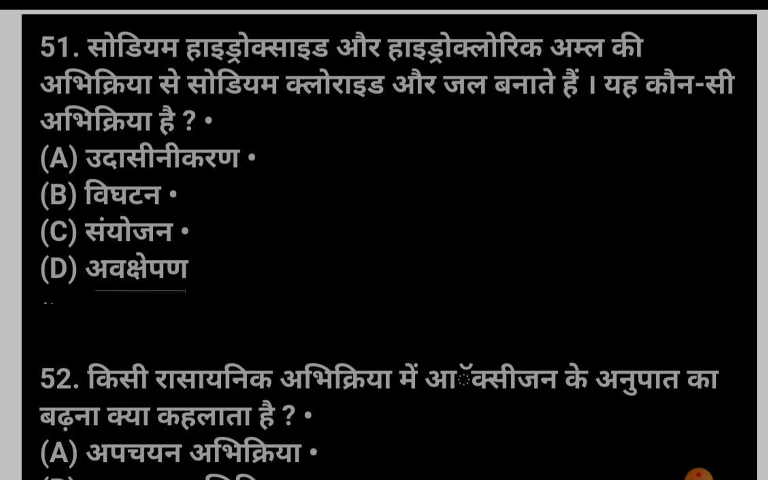 51. सोडियम हाइड्रोक्साइड और हाइड्रोक्लोरिक अम्ल की
अभिक्रिया से सोडियम क्लोराइड और जल बनाते हैं । यह कौन-सी
अभिक्रिया है ? •
(A) उदासीनीकरण •
(B) विघटन •
(C) संयोजन •
(D) अवक्षेपण
52. किसी रासायनिक अभिक्रिया में आॅक्सीजन के अनुपात का
बढ़ना क्या कहलाता है ? •
(A) अपचयन अभिक्रिया •